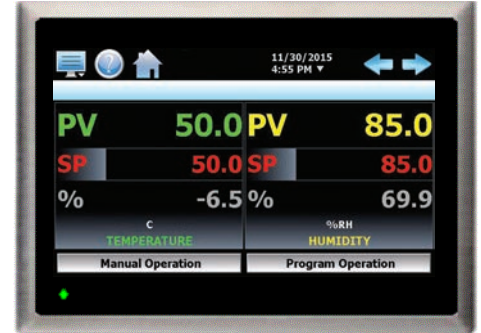 ?
11/30/2015
4:55 PM ▼
PV 50.0 PV 85.0
SP 50.0 SP 85.0
% -6.5 % 69.9
C %RH
TEMPERATURE HUMIDITY
Manual Operation Program Operation